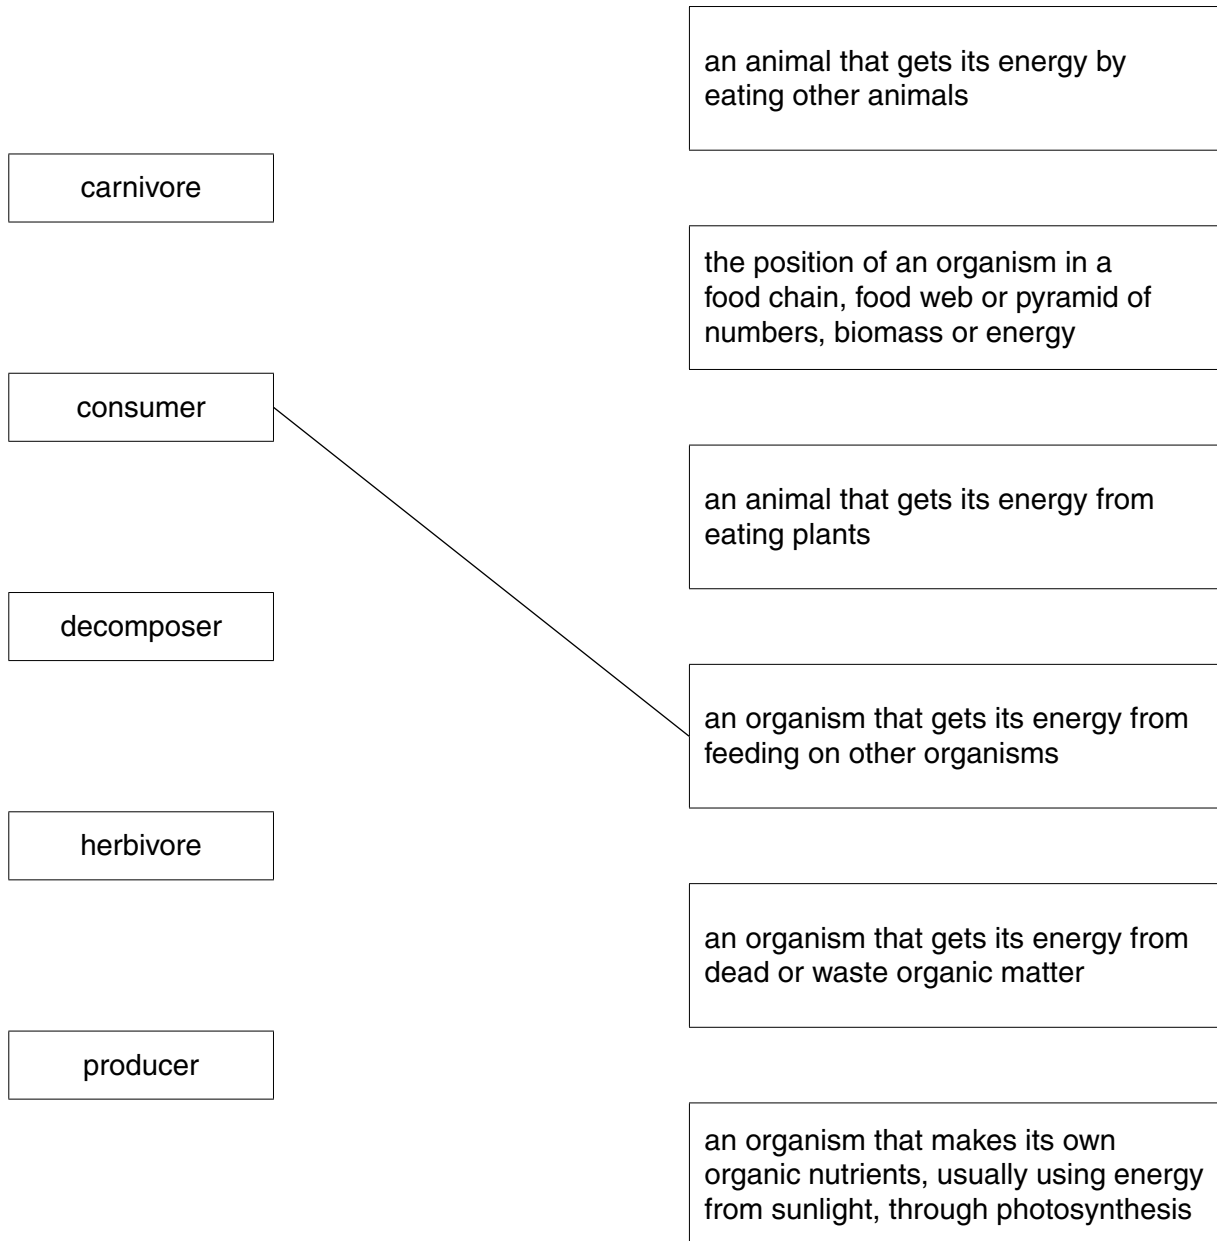 carnivore
consumer
decomposer
herbivore
producer
an animal that gets its energy by
eating other animals
the position of an organism in a
food chain, food web or pyramid of
numbers, biomass or energy
an animal that gets its energy from
eating plants
an organism that gets its energy from
feeding on other organisms
an organism that gets its energy from
dead or waste organic matter
an organism that makes its own
organic nutrients, usually using energy
from sunlight, through photosynthesis